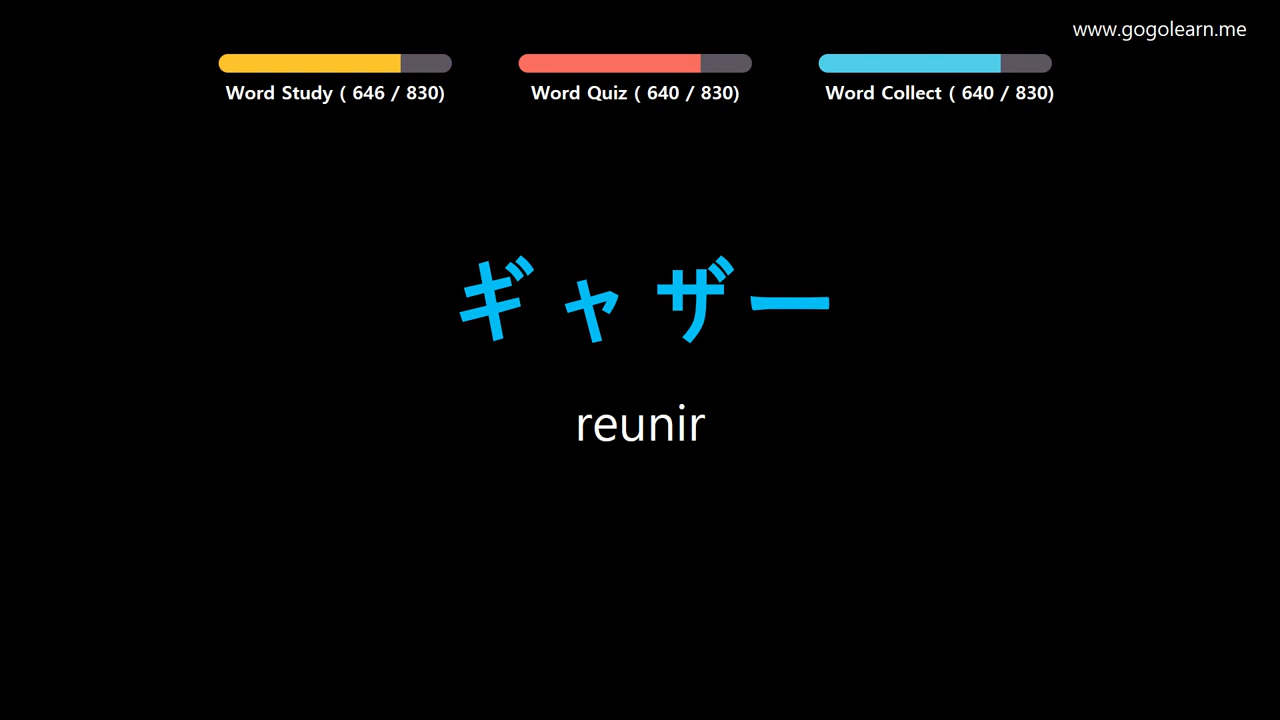 www.gogolearn.me
Word Study ( 646 / 830)
Word Quiz ( 640 / 830)
Word Collect ( 640 / 830)
ギャザー
reunir